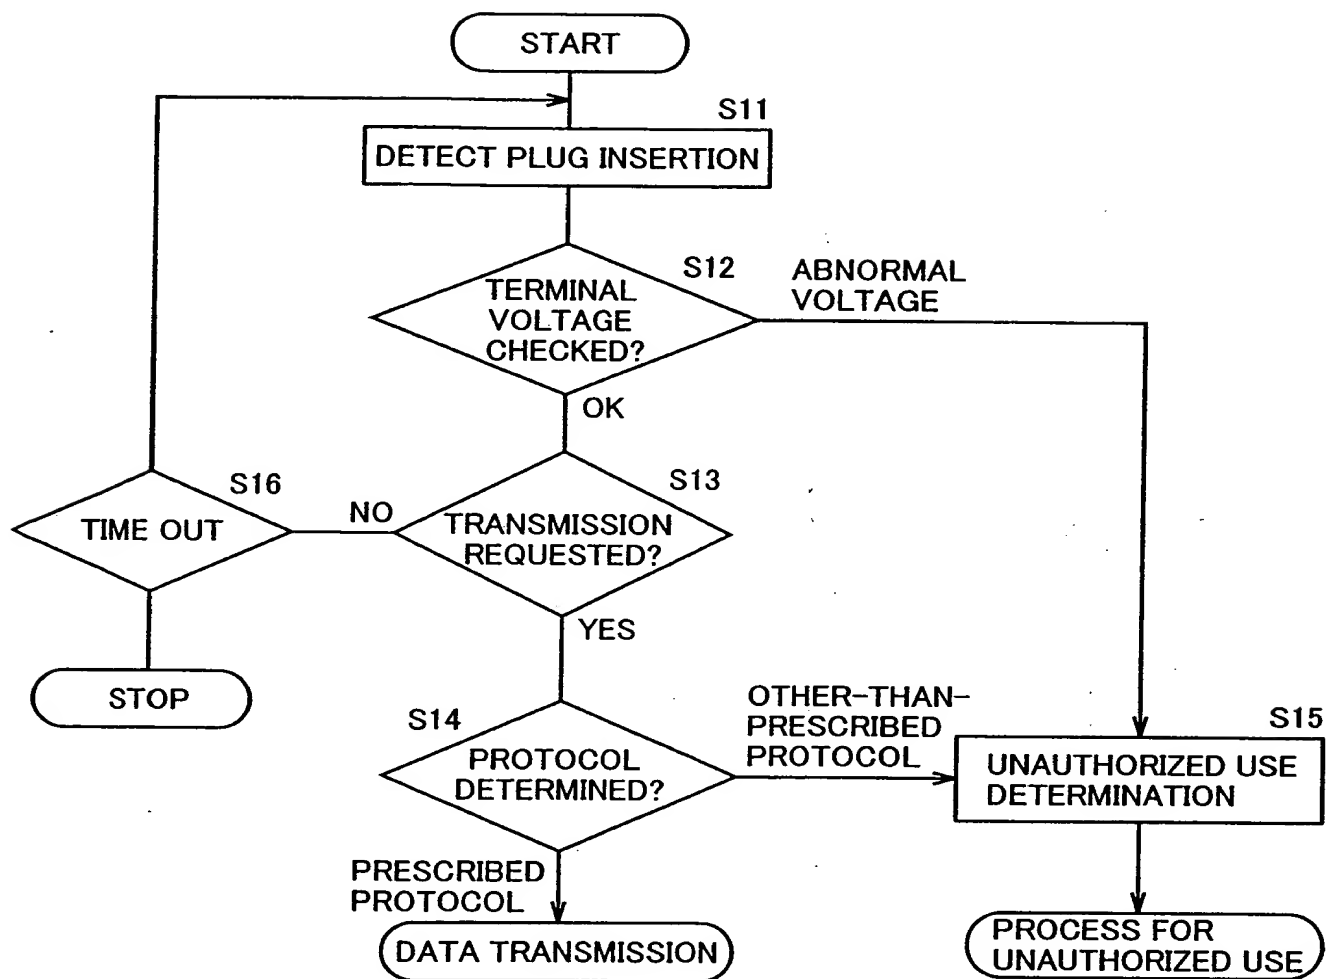 START
S11
DETECT PLUG INSERTION
S12
TERMINAL
VOLTAGE
CHECKED?
ABNORMAL
VOLTAGE
OK
S16
TIME OUT
NO
S13
TRANSMISSION
REQUESTED?
YES
STOP
S14
PROTOCOL
DETERMINED?
OTHER-THAN-
PRESCRIBED
PROTOCOL
S15
UNAUTHORIZED USE
DETERMINATION
PRESCRIBED
PROTOCOL
DATA TRANSMISSION
PROCESS FOR
UNAUTHORIZED USE